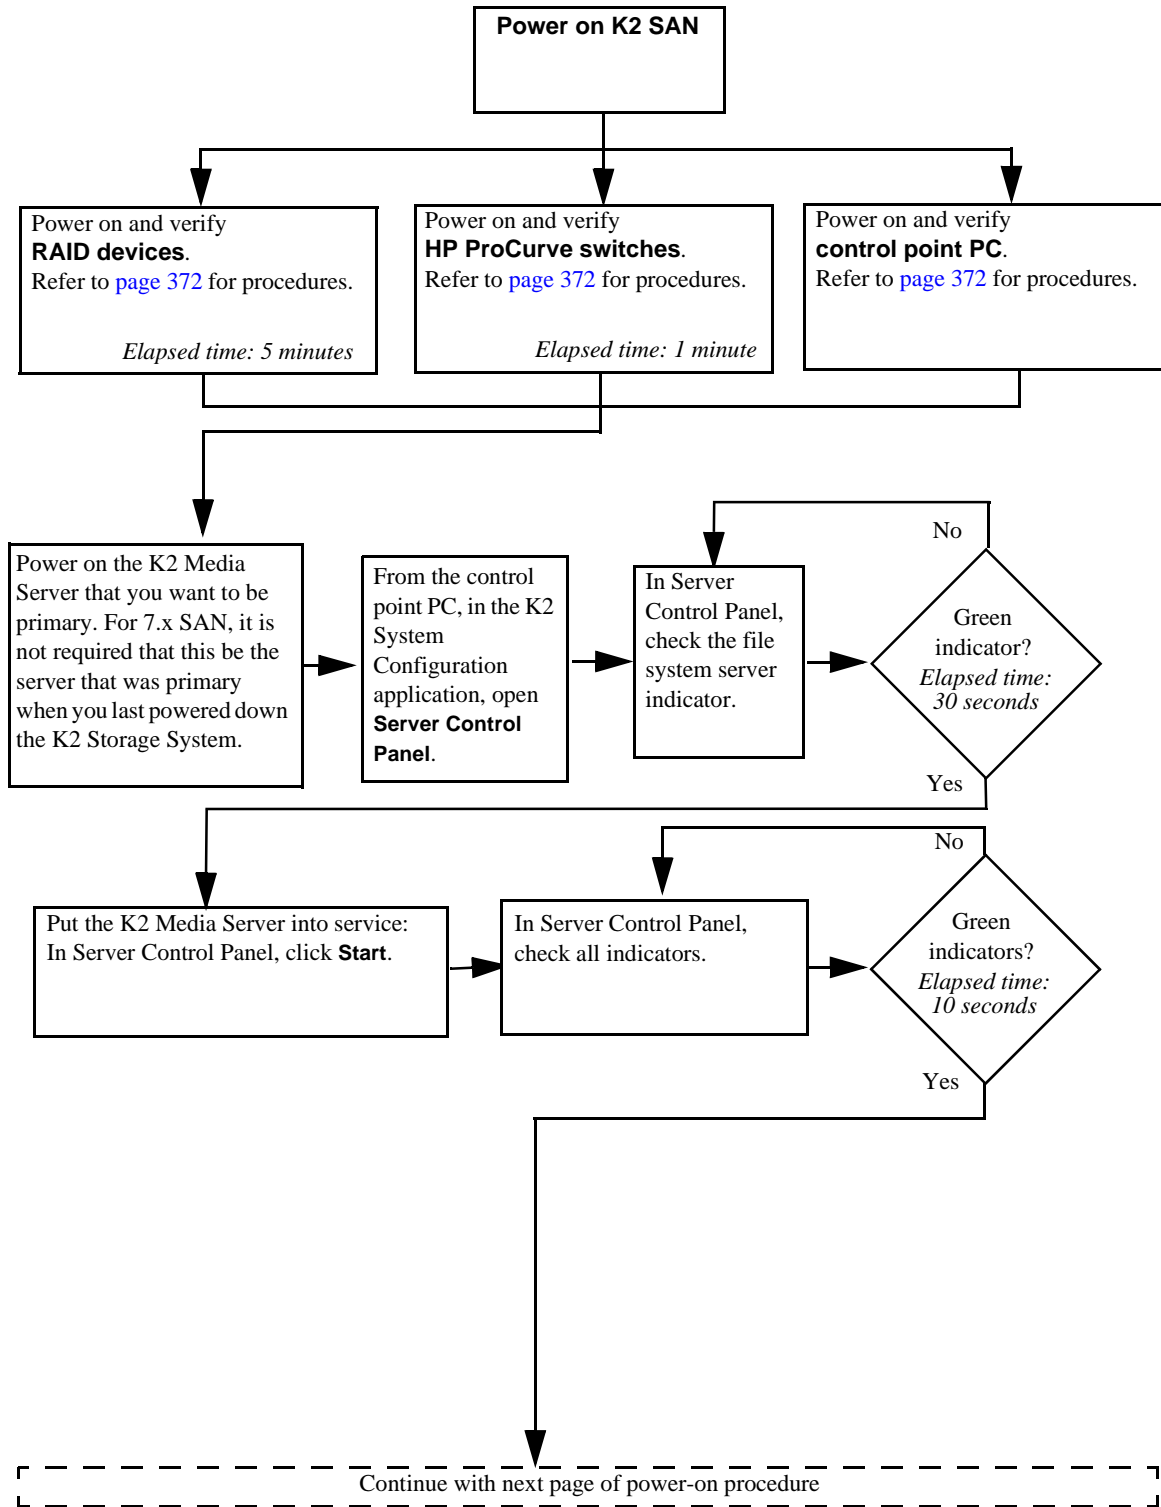 Power on K2 SAN
Power on and verify
RAID devices.
Refer to page 372 for procedures.
Elapsed time: 5 minutes
Power on and verify
HP ProCurve switches.
Refer to page 372 for procedures.
Elapsed time: 1 minute
Power on and verify
control point PC.
Refer to page 372 for procedures.
Power on the K2 Media
Server that you want to be
primary. For 7.x SAN, it is
not required that this be the
server that was primary
when you last powered down
the K2 Storage System.
From the control
point PC, in the K2
System
Configuration
application, open
Server Control
Panel.
In Server
Control Panel,
check the file
system server
indicator.
No
Green
indicator?
Elapsed time:
30 seconds
Yes
Put the K2 Media Server into service:
In Server Control Panel, click Start.
In Server Control Panel,
check all indicators.
No
Green
indicators?
Elapsed time:
10 seconds
Yes
Continue with next page of power-on procedure